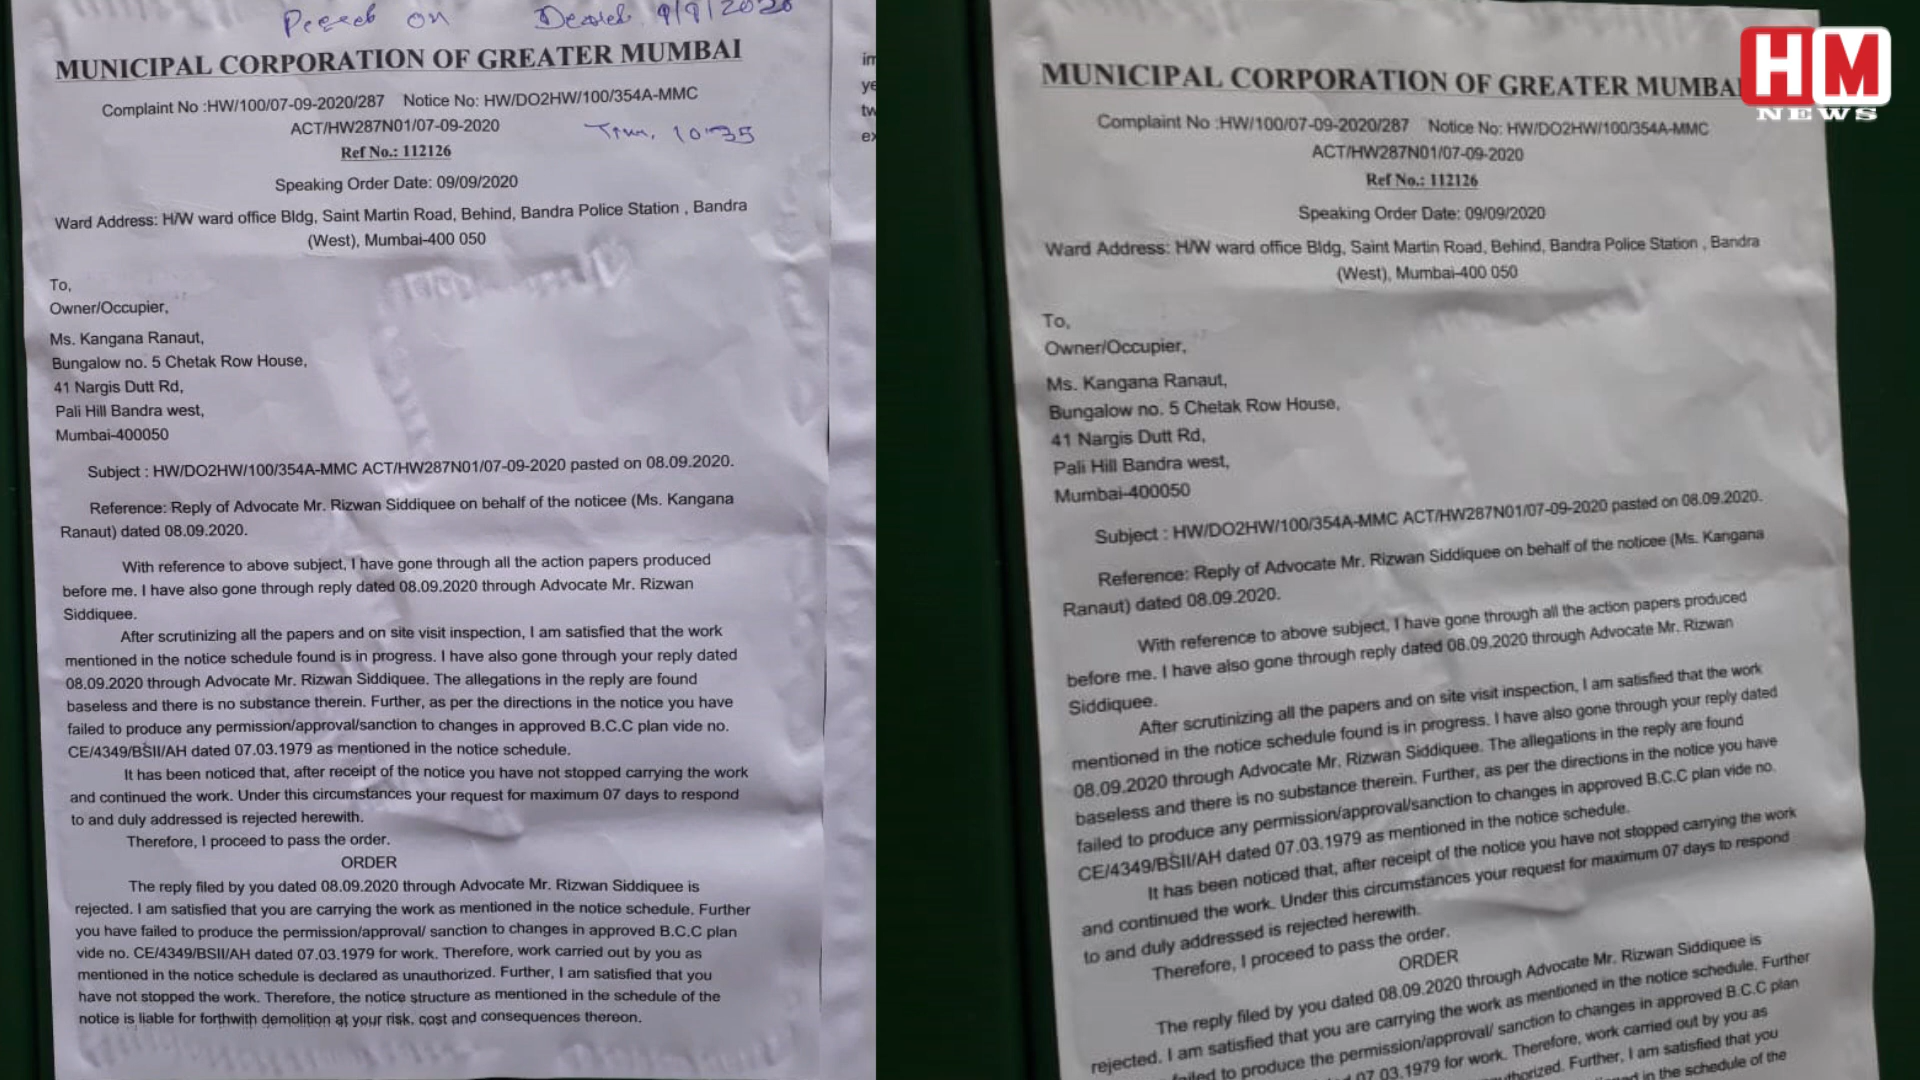 on 9/9/2020
MUNICIPAL CORPORATION OF GREATER MUMBAI
Complaint No :HW/100/07-09-2020/287 Notice No: HW/DO2HW/100/354A-MMC
ACT/HW287N01/07-09-2020
10:35
Ref No.: 112126
Speaking Order Date: 09/09/2020
Ward Address: H/W ward office Bldg, Saint Martin Road, Behind, Bandra Police Station , Bandra
(West), Mumbai-400 050
To,
Owner/Occupier,
Ms. Kangana Ranaut,
Bungalow no. 5 Chetak Row House,
41 Nargis Dutt Rd,
Pali Hill Bandra west,
Mumbai-400050
Subject : HW/DO2HW/100/354A-MMC ACT/HW287N01/07-09-2020 pasted on 08.09.2020.
Reference: Reply of Advocate Mr. Rizwan Siddiquee on behalf of the noticee (Ms. Kangana
Ranaut) dated 08.09.2020.
With reference to above subject, I have gone through all the action papers produced
before me. I have also gone through reply dated 08.09.2020 through Advocate Mr. Rizwan
Siddiquee.
After scrutinizing all the papers and on site visit inspection, I am satisfied that the work
mentioned in the notice schedule found is in progress. I have also gone through your reply dated
08.09.2020 through Advocate Mr. Rizwan Siddiquee. The allegations in the reply are found
baseless and there is no substance therein. Further, as per the directions in the notice you have
failed to produce any permission/approval/sanction to changes in approved B.C.C plan vide no.
CE/4349/BSII/AH dated 07.03.1979 as mentioned in the notice schedule.
It has been noticed that, after receipt of the notice you have not stopped carrying the work
and continued the work. Under this circumstances your request for maximum 07 days to respond
to and duly addressed is rejected herewith.
Therefore, I proceed to pass the order.
ORDER
The reply filed by you dated 08.09.2020 through Advocate Mr. Rizwan Siddiquee is
rejected. I am satisfied that you are carrying the work as mentioned in the notice schedule. Further
you have failed to produce the permission/approval/ sanction to changes in approved B.C.C plan
vide no. CE/4349/BSII/AH dated 07.03.1979 for work. Therefore, work carried out by you as
mentioned in the notice schedule is declared as unauthorized. Further, I am satisfied that you
have not stopped the work. Therefore, the notice structure as mentioned in the schedule of the
notice is liable for forthwith demolition at your risk, cost and consequences thereon.
im
ye
tw
ex
HM
NEWS
MUNICIPAL CORPORATION OF GREATER MUMBA
Complaint No :HW/100/07-09-2020/287 Notice No: HW/DO2HW/100/354A-MMC
ACT/HW287N01/07-09-2020
Ref No.: 112126
Speaking Order Date: 09/09/2020
Ward Address: H/W ward office Bldg, Saint Martin Road, Behind, Bandra Police Station , Bandra
(West), Mumbai-400 050
To,
Owner/Occupier,
Ms. Kangana Ranaut,
Bungalow no. 5 Chetak Row House,
41 Nargis Dutt Rd,
Pali Hill Bandra west,
Mumbai-400050
Subject : HW/DO2HW/100/354A-MMC ACT/HW287N01/07-09-2020 pasted on 08.09.2020.
Reference: Reply of Advocate Mr. Rizwan Siddiquee on behalf of the noticee (Ms. Kangana
Ranaut) dated 08.09.2020.
With reference to above subject, I have gone through all the action papers produced
before me. I have also gone through reply dated 08.09.2020 through Advocate Mr. Rizwan
Siddiquee.
After scrutinizing all the papers and on site visit inspection, I am satisfied that the work
mentioned in the notice schedule found is in progress. I have also gone through your reply dated
08.09.2020 through Advocate Mr. Rizwan Siddiquee. The allegations in the reply are found
baseless and there is no substance therein. Further, as per the directions in the notice you have
failed to produce any permission/approval/sanction to changes in approved B.C.C plan vide no.
CE/4349/BSII/AH dated 07.03.1979 as mentioned in the notice schedule.
It has been noticed that, after receipt of the notice you have not stopped carrying the work
and continued the work. Under this circumstances your request for maximum 07 days to respond
to and duly addressed is rejected herewith.
Therefore, I proceed to pass the order.
ORDER
The reply filed by you dated 08.09.2020 through Advocate Mr. Rizwan Siddiquee is
rejected. I am satisfied that you are carrying the work as mentioned in the notice schedule. Further
failed to produce the permission/approval/ sanction to changes in approved B.C.C plan
07.03.1979 for work. Therefore, work carried out by you as
Further, I am satisfied that you
in the schedule of the